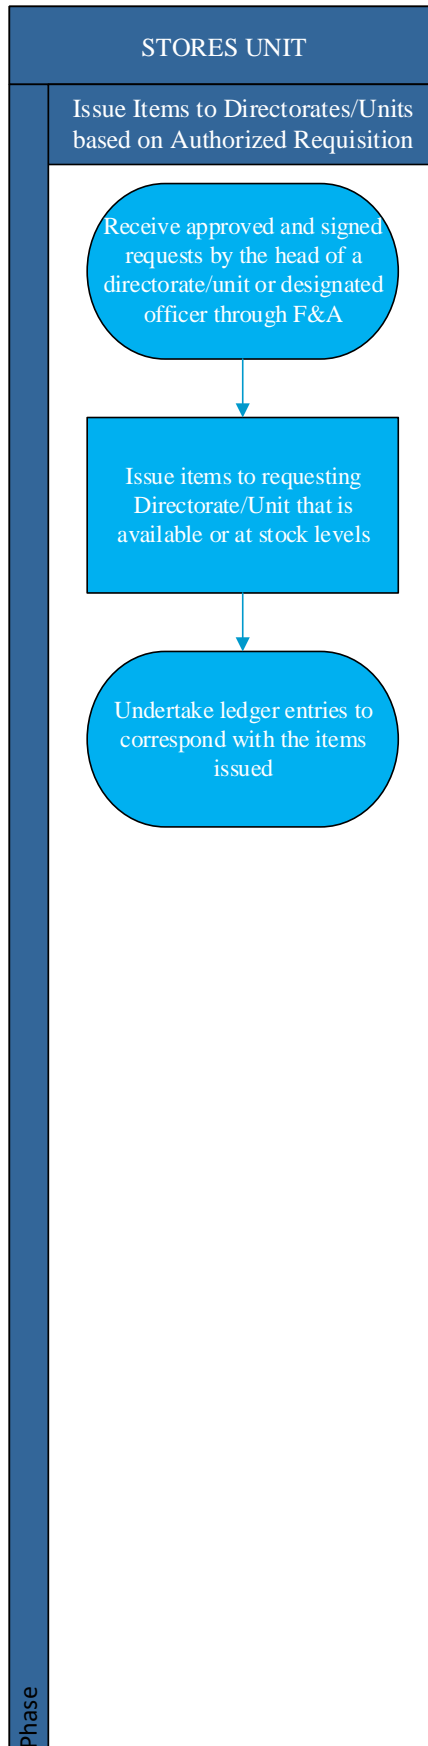 STORES UNIT
Issue Items to Directorates/Units
based on Authorized Requisition
Receive approved and signed
requests by the head of a
directorate/unit or designated
officer through F&A
Issue items to requesting
Directorate/Unit that is
available or at stock levels
Undertake ledger entries to
correspond with the items
issued
Phase